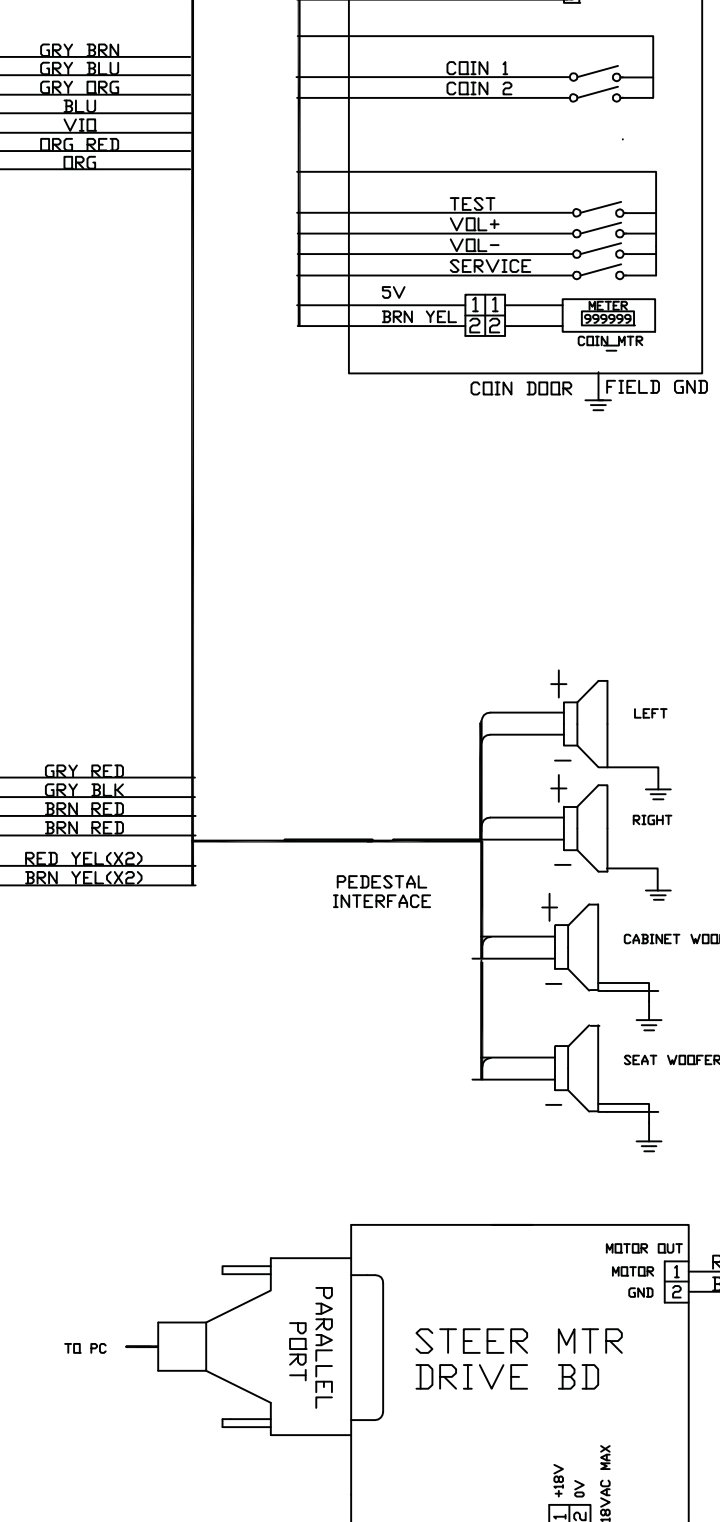 GRY BRN
GRY BLU
GRY ORG
BLU
VIO
ORG RED
ORG
COIN 1
COIN 2
TEST
VOL+
VOL-
SERVICE
5V
1 1
BRN YEL
2 2
METER
999999
COIN MTR
COIN DOOR
FIELD GND
LEFT
RIGHT
GRY RED
GRY BLK
BRN RED
BRN RED
RED YEL(X2)
BRN YEL(X2)
PEDESTAL
INTERFACE
+
-
+
-
+
-
-
CABINET WOO
SEAT WOOFER
MOTOR OUT
MOTOR 1
GND 2
R
B
TO PC
PARALLEL
PORT
STEER MTR
DRIVE BD
+18V
0V
18VAC MAX
1
2